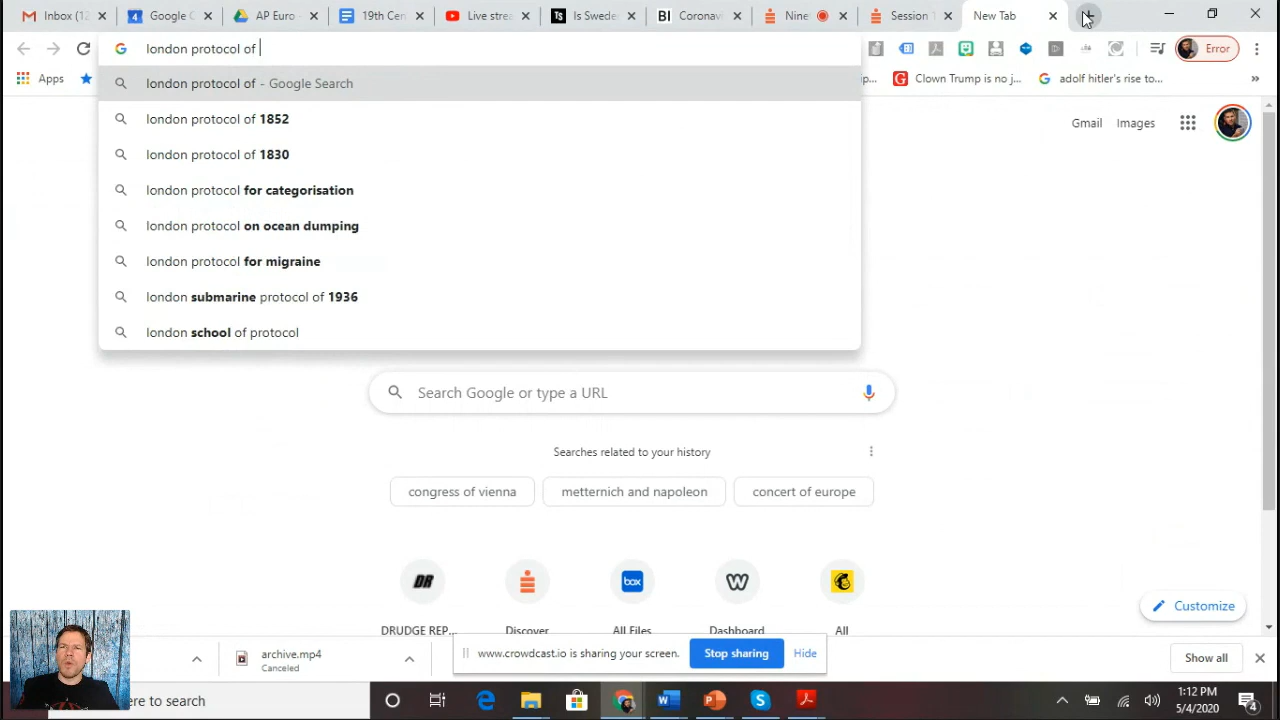 Inbox (12)
Google C
AP Euro -
19th Cen
Live stre
Is Swede
Coronav
Nine
Session 1
New Tab
london protocol of
Error
Apps
p...
Clown Trump is no j...
adolf hitler's rise to...
»
london protocol of - Google Search
london protocol of 1852
london protocol of 1830
london protocol for categorisation
london protocol on ocean dumping
london protocol for migraine
london submarine protocol of 1936
london school of protocol
Gmail
Images
Search Google or type a URL
Searches related to your history
congress of vienna
metternich and napoleon
concert of europe
DR
box
DRUDGE REP...
Discover
All Files
Dashboard
All
Customize
archive.mp4
Canceled
www.crowdcast.io is sharing your screen.
Stop sharing
Hide
Show all
here to search
1:12 PM
5/4/2020
4